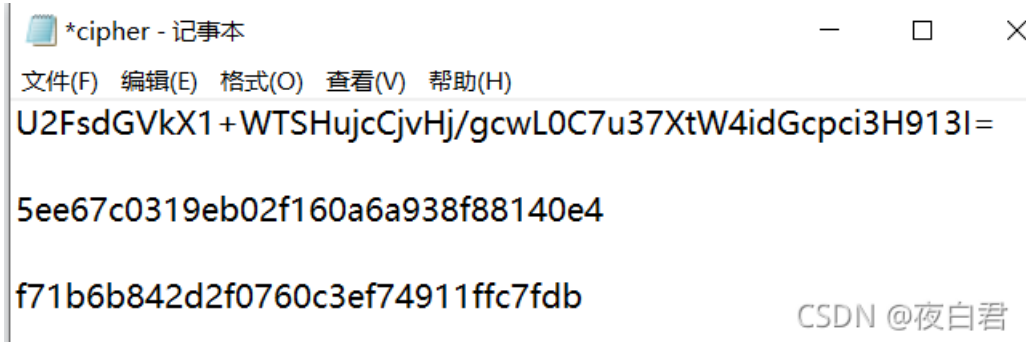 *cipher - 记事本
文件(F) 编辑(E) 格式(O) 查看(V) 帮助(H)
U2FsdGVkX1+WTSHujcCjvHj/gcwL0C7u37XtW4idGcpci3H913I=
5ee67c0319eb02f160a6a938f88140e4
f71b6b842d2f0760c3ef74911ffc7fdb
CSDN @夜白君